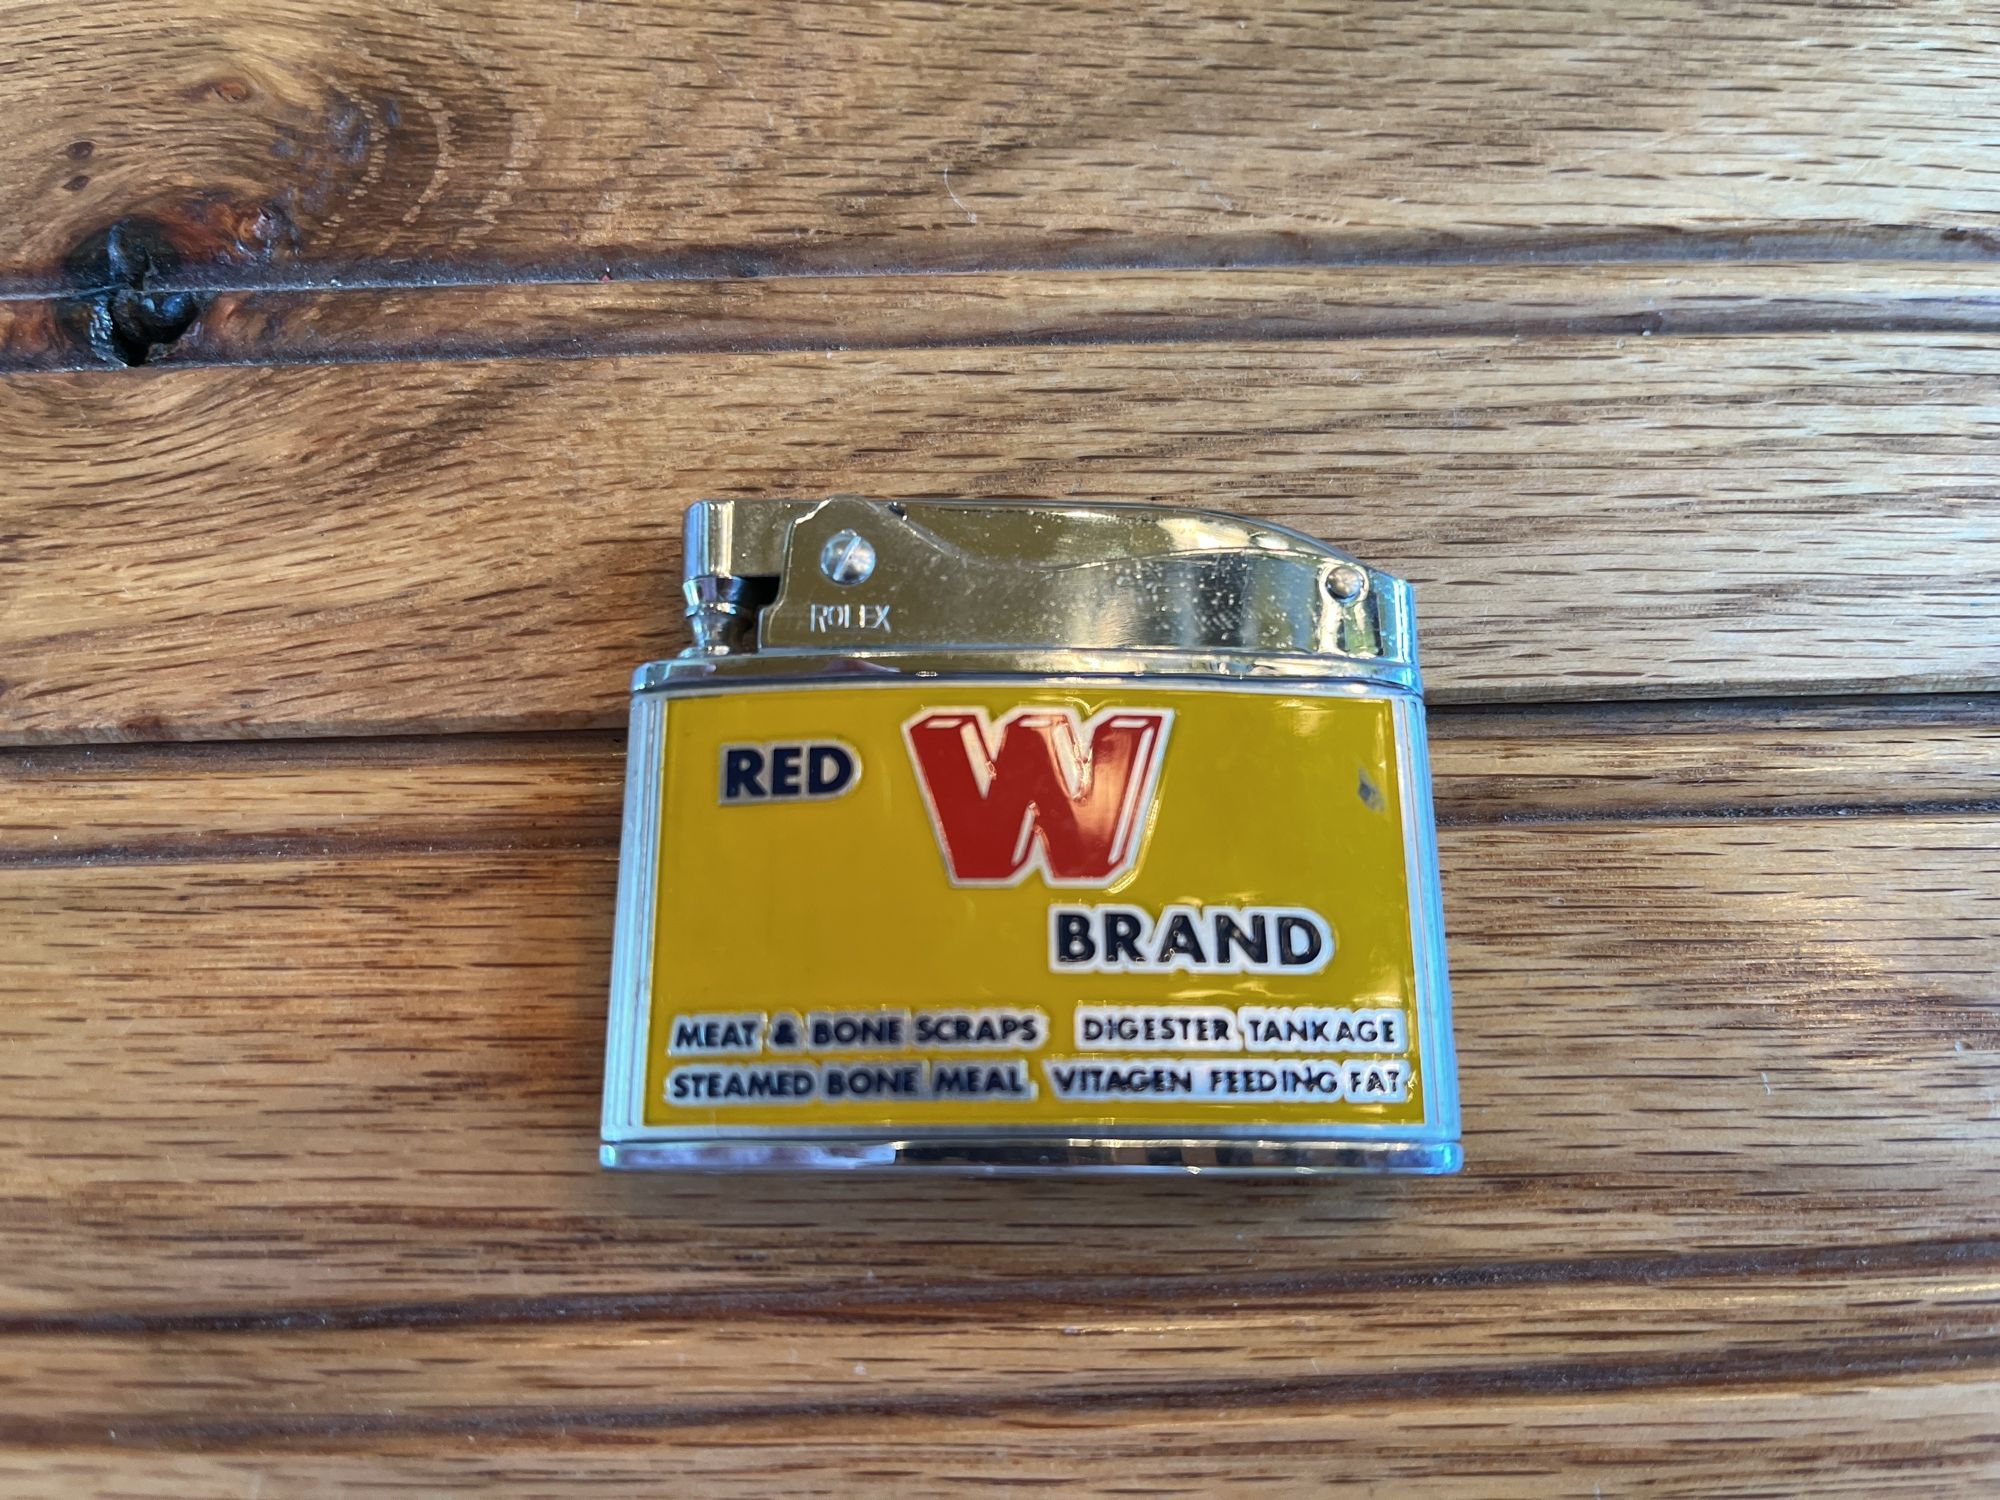 ROLEX
RED W
BRAND
MEAT & BONE SCRAPS DIGESTER TANKAGE
STEAMED BONE MEAL VITAGEN FEEDING FAT